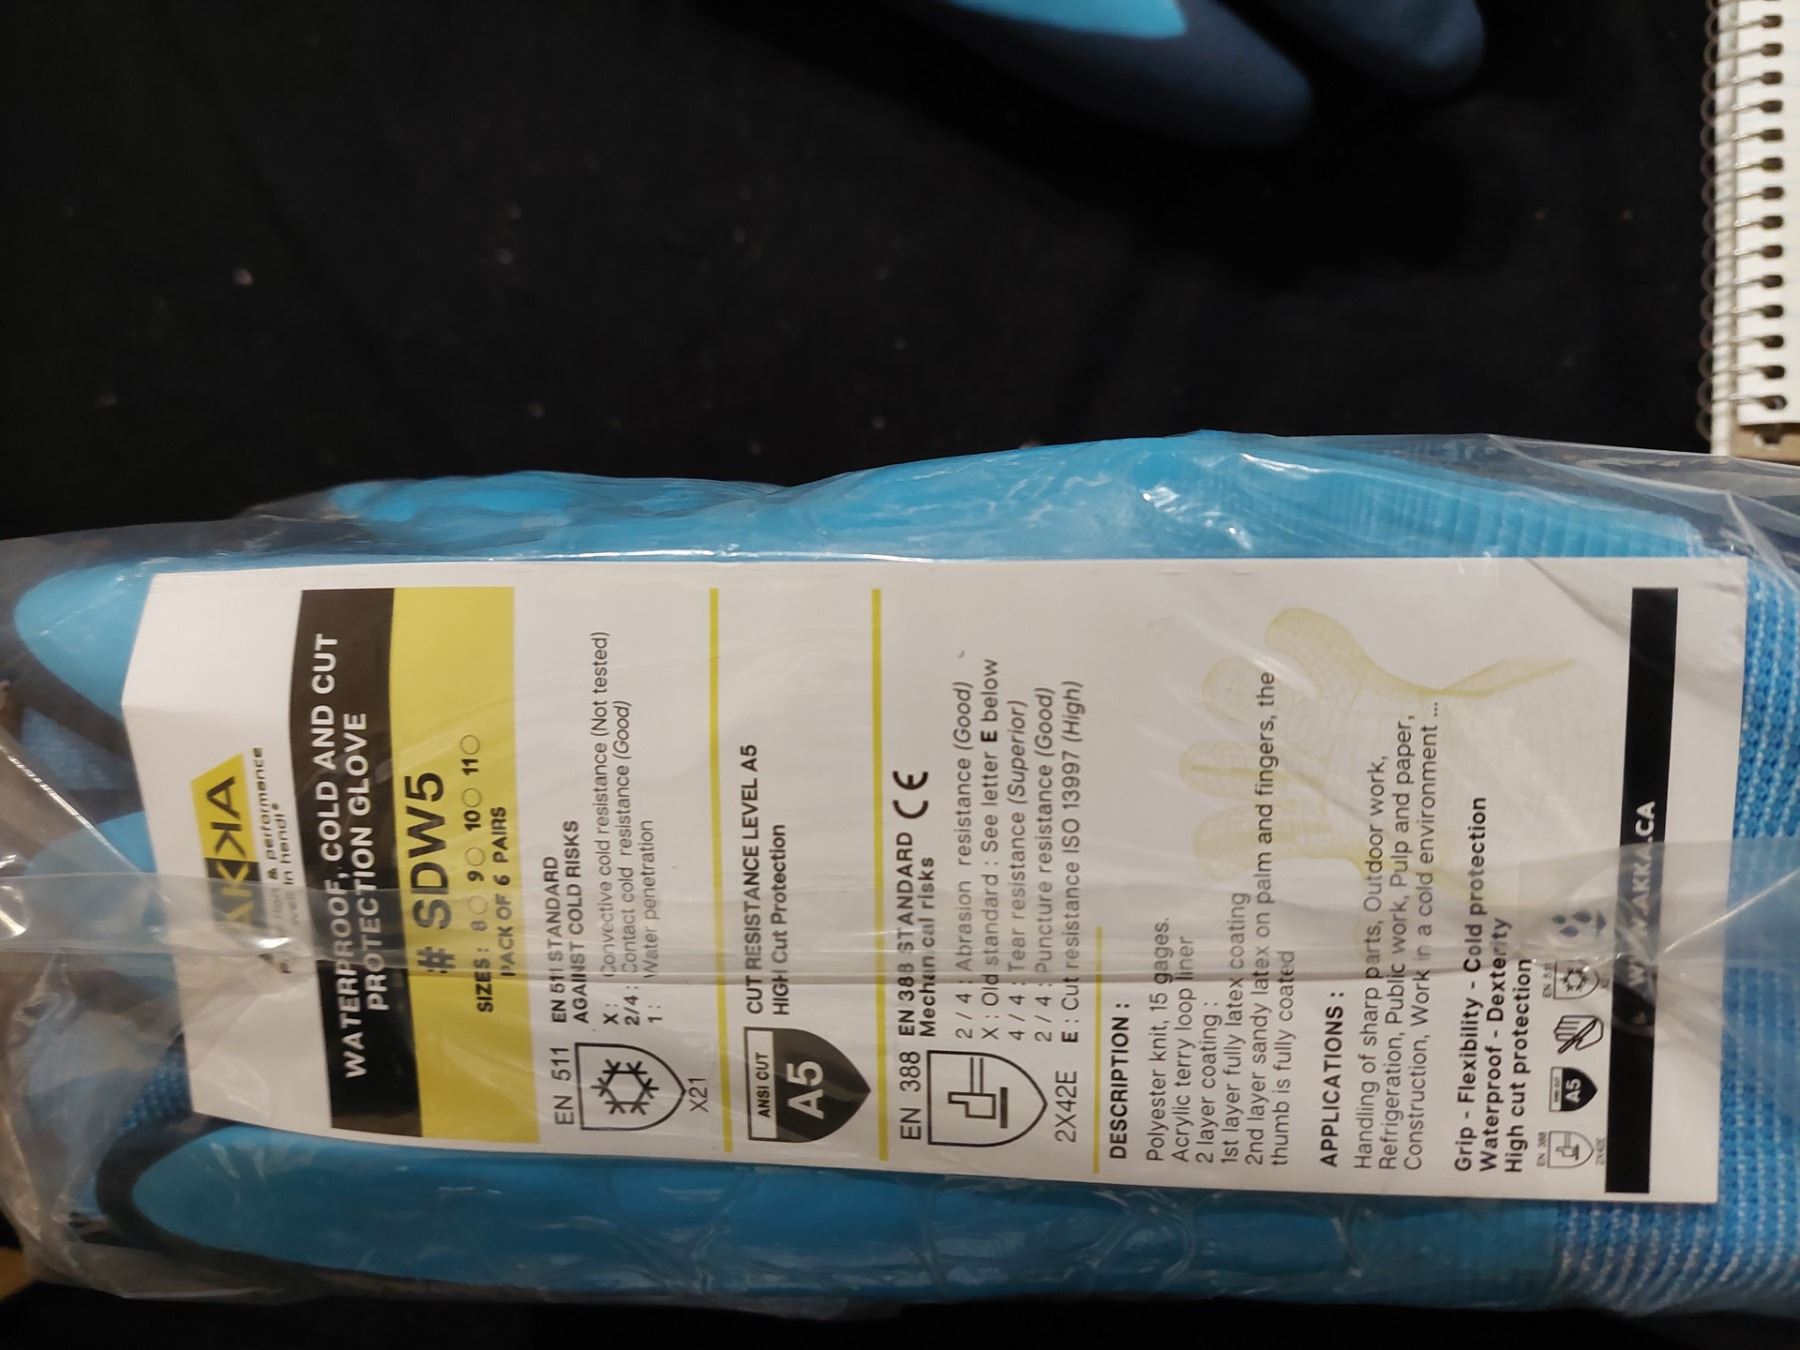 AKKA
& performance
well in hand!®
WATERPROOF, COLD AND CUT
PROTECTION GLOVE
# SDW5
SIZES : 8○ 9○ 10○ 11○
PACK OF 6 PAIRS
EN 511
X21
EN 511 STANDARD
AGAINST COLD RISKS
X : Convective cold resistance (Not tested)
2/4 : Contact cold resistance (Good)
1 : Water penetration
ANSI CUT
A5
CUT RESISTANCE LEVEL A5
HIGH Cut Protection
EN 388
2X42E
EN 388 STANDARD CE
Mechanical risks
2 / 4 : Abrasion resistance (Good)
X : Old standard : See letter E below
4 / 4 : Tear resistance (Superior)
2 / 4 : Puncture resistance (Good)
E : Cut resistance ISO 13997 (High)
DESCRIPTION :
Polyester knit, 15 gages.
Acrylic terry loop liner
2 layer coating :
1st layer fully latex coating
2nd layer sandy latex on palm and fingers, the
thumb is fully coated
APPLICATIONS :
Handling of sharp parts, Outdoor work,
Refrigeration, Public work, Pulp and paper,
Construction, Work in a cold environment ...
Grip - Flexibility - Cold protection
Waterproof - Dexterity
High cut protection
EN 388
2X42E
A5
EN 511
WWW.AKKA.CA